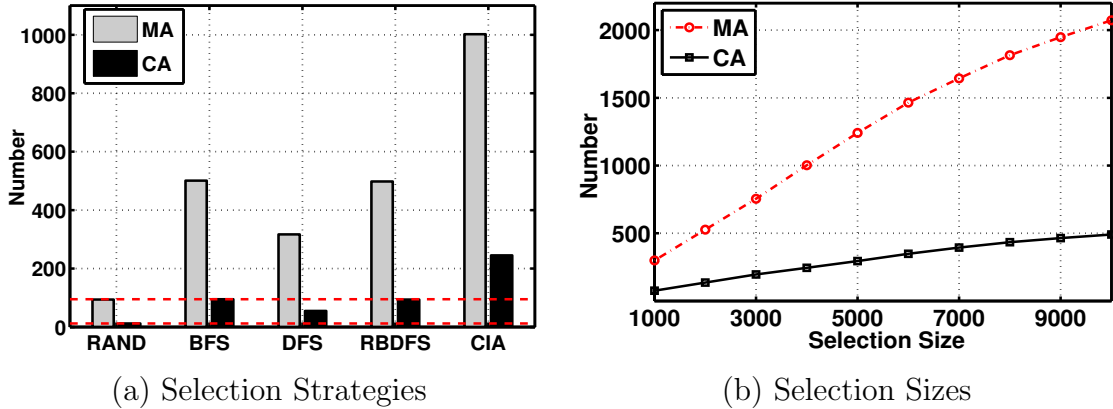 MA
CA
Number
1000
800
600
400
200
0
RAND BFS DFS RBDFS CIA
(a) Selection Strategies
MA
CA
Number
2000
1500
1000
500
1000 3000 5000 7000 9000
Selection Size
(b) Selection Sizes